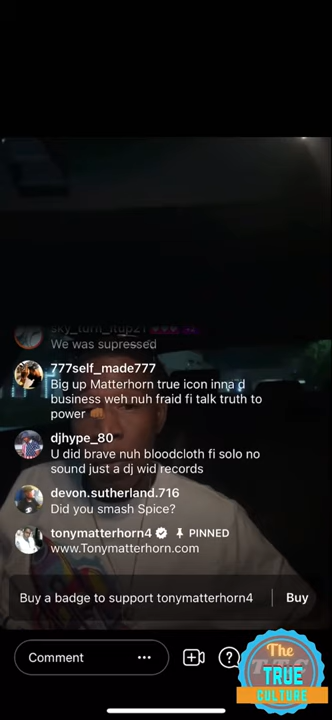 sky_turn_itup21
We was supressed
777self_made777
Big up Matterhorn true icon inna d
business weh nuh fraid fi talk truth to
power 👊🏾
djhype_80
U did brave nuh bloodcloth fi solo no
sound just a dj wid records
devon.sutherland.716
Did you smash Spice?
tonymatterhorn4 PINNED
www.Tonymatterhorn.com
Buy a badge to support tonymatterhorn4 Buy
Comment
The
TRUE
CULTURE